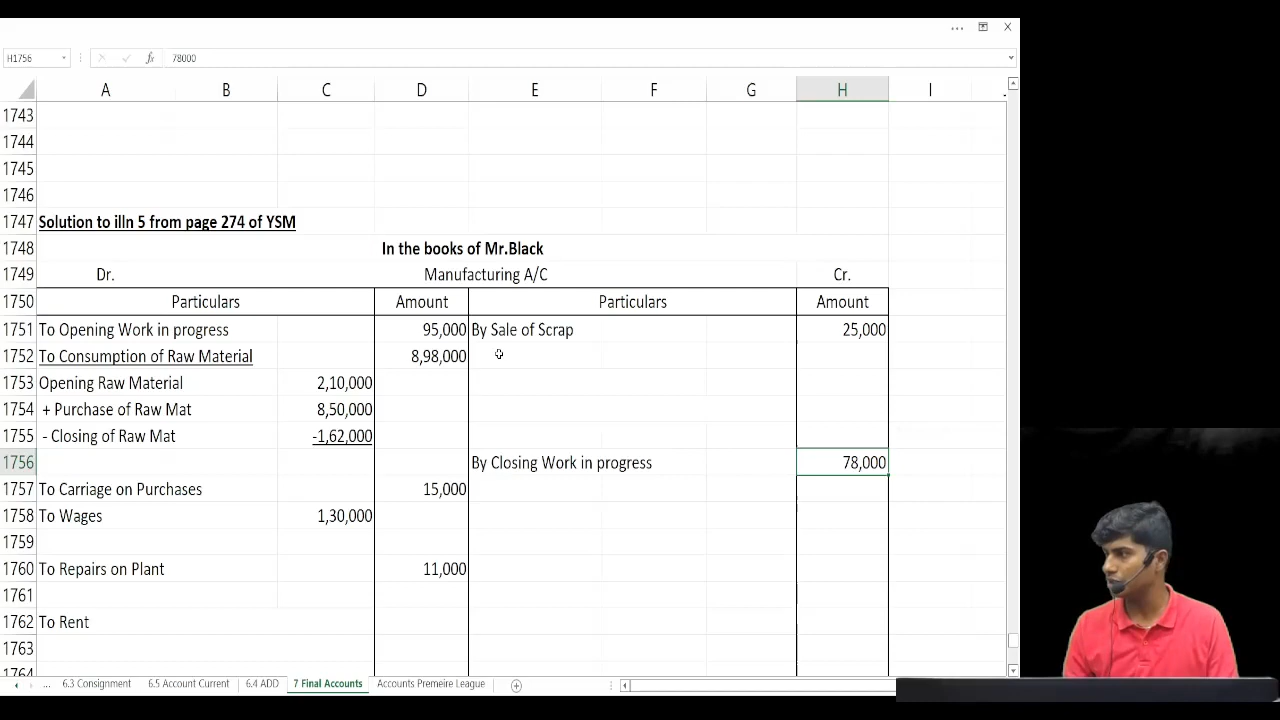 H1756 fx 78000
A B C D E F G H I
1743
1744
1745
1746
1747 Solution to illn 5 from page 274 of YSM
1748 In the books of Mr.Black
1749 Dr. Manufacturing A/C Cr.
1750 Particulars Amount Particulars Amount
1751 To Opening Work in progress 95,000 By Sale of Scrap 25,000
1752 To Consumption of Raw Material 8,98,000
1753 Opening Raw Material 2,10,000
1754 + Purchase of Raw Mat 8,50,000
1755 - Closing of Raw Mat -1,62,000
1756 By Closing Work in progress 78,000
1757 To Carriage on Purchases 15,000
1758 To Wages 1,30,000
1759
1760 To Repairs on Plant 11,000
1761
1762 To Rent
1763
1764
... 6.3 Consignment 6.5 Account Current 6.4 ADD 7 Final Accounts Accounts Premeire League